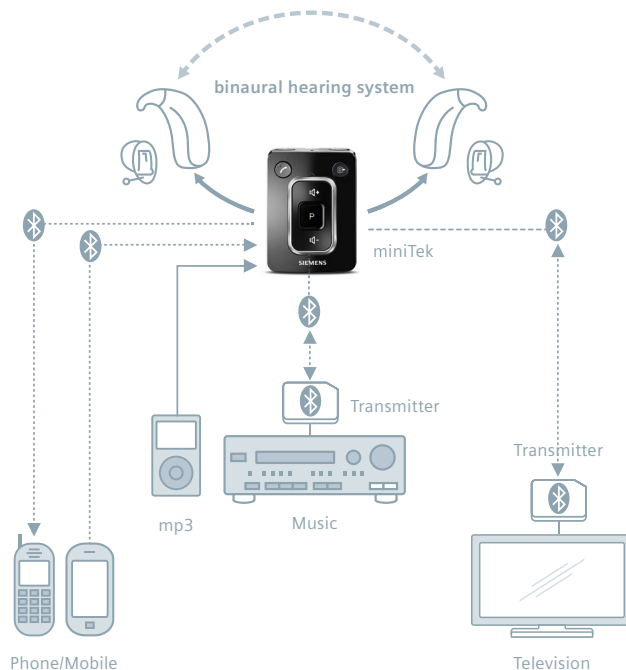 binaural hearing system
P
SIEMENS
miniTek
Transmitter
Transmitter
mp3
Music
Phone/Mobile
Television